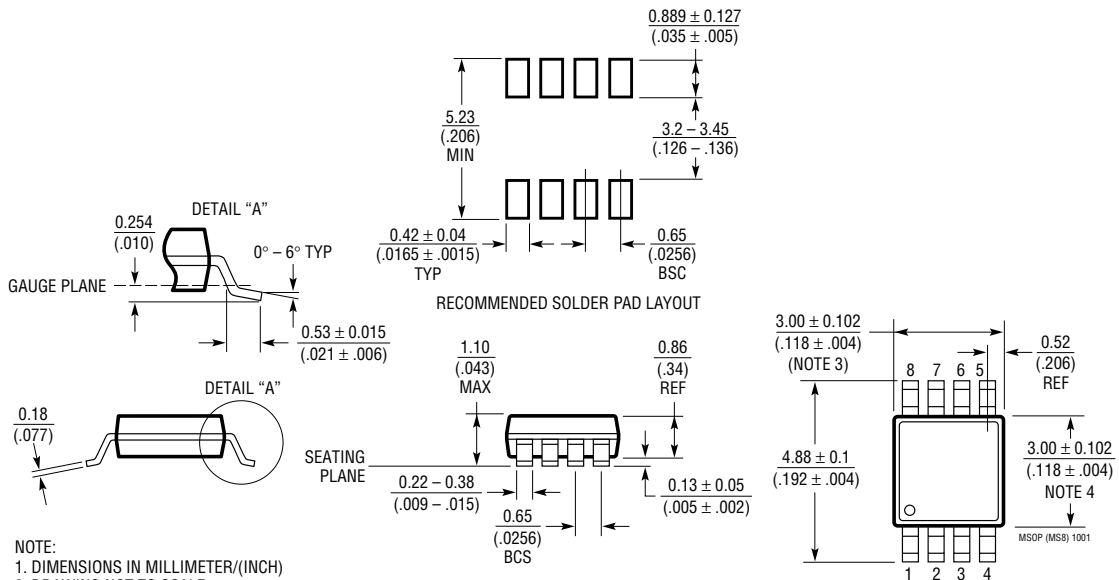 0.889 ± 0.127
(.035 ± .005)
5.23
(.206)
MIN
3.2 – 3.45
(.126 – .136)
0.42 ± 0.04
(.0165 ± .0015)
TYP
0.65
(.0256)
BSC
RECOMMENDED SOLDER PAD LAYOUT
DETAIL “A”
0.254
(.010)
0° – 6° TYP
GAUGE PLANE
0.53 ± 0.015
(.021 ± .006)
DETAIL “A”
0.18
(.077)
1.10
(.043)
MAX
0.86
(.34)
REF
SEATING
PLANE
0.22 – 0.38
(.009 – .015)
0.13 ± 0.05
(.005 ± .002)
0.65
(.0256)
BCS
3.00 ± 0.102
(.118 ± .004)
(NOTE 3)
0.52
(.206)
REF
8 7 6 5
4.88 ± 0.1
(.192 ± .004)
3.00 ± 0.102
(.118 ± .004)
NOTE 4
MSOP (MS8) 1001
1 2 3 4
NOTE:
1. DIMENSIONS IN MILLIMETER/(INCH)